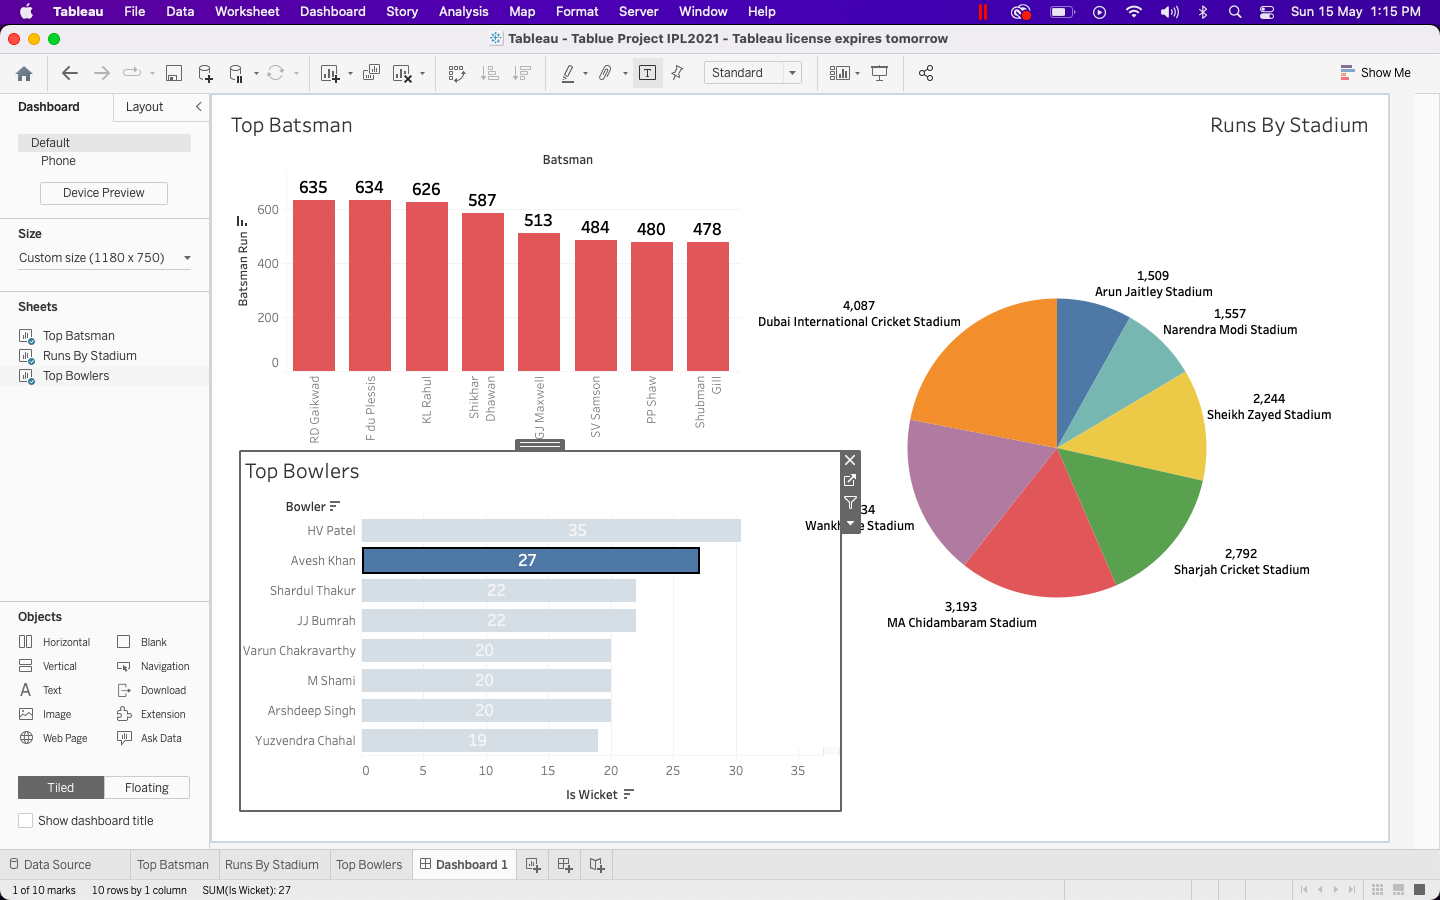 Tableau File Data Worksheet Dashboard Story Analysis Map Format Server Window Help
Sun 15 May 1:15 PM
Tableau - Tablue Project IPL2021 - Tableau license expires tomorrow
Standard
Show Me
Dashboard
Layout
Default
Phone
Device Preview
Size
Custom size (1180 x 750)
Sheets
Top Batsman
Runs By Stadium
Top Bowlers
Objects
Horizontal
Blank
Vertical
Navigation
Text
Download
Image
Extension
Web Page
Ask Data
Tiled
Floating
Show dashboard title
Top Batsman
Batsman
Batsman Run
600
400
200
0
635
634
626
587
513
484
480
478
RD Gaikwad
F du Plessis
KL Rahul
Shikhar
Dhawan
GJ Maxwell
SV Samson
PP Shaw
Shubman
Gill
Runs By Stadium
1,509
Arun Jaitley Stadium
1,557
Narendra Modi Stadium
2,244
Sheikh Zayed Stadium
2,792
Sharjah Cricket Stadium
3,193
MA Chidambaram Stadium
34
Stadium
4,087
Dubai International Cricket Stadium
Top Bowlers
Bowler
HV Patel 35
Avesh Khan 27
Shardul Thakur 22
JJ Bumrah 22
Varun Chakravarthy 20
M Shami 20
Arshdeep Singh 20
Yuzvendra Chahal 19
0 5 10 15 20 25 30 35
Is Wicket
Data Source
Top Batsman
Runs By Stadium
Top Bowlers
Dashboard 1
1 of 10 marks
10 rows by 1 column
SUM(Is Wicket): 27